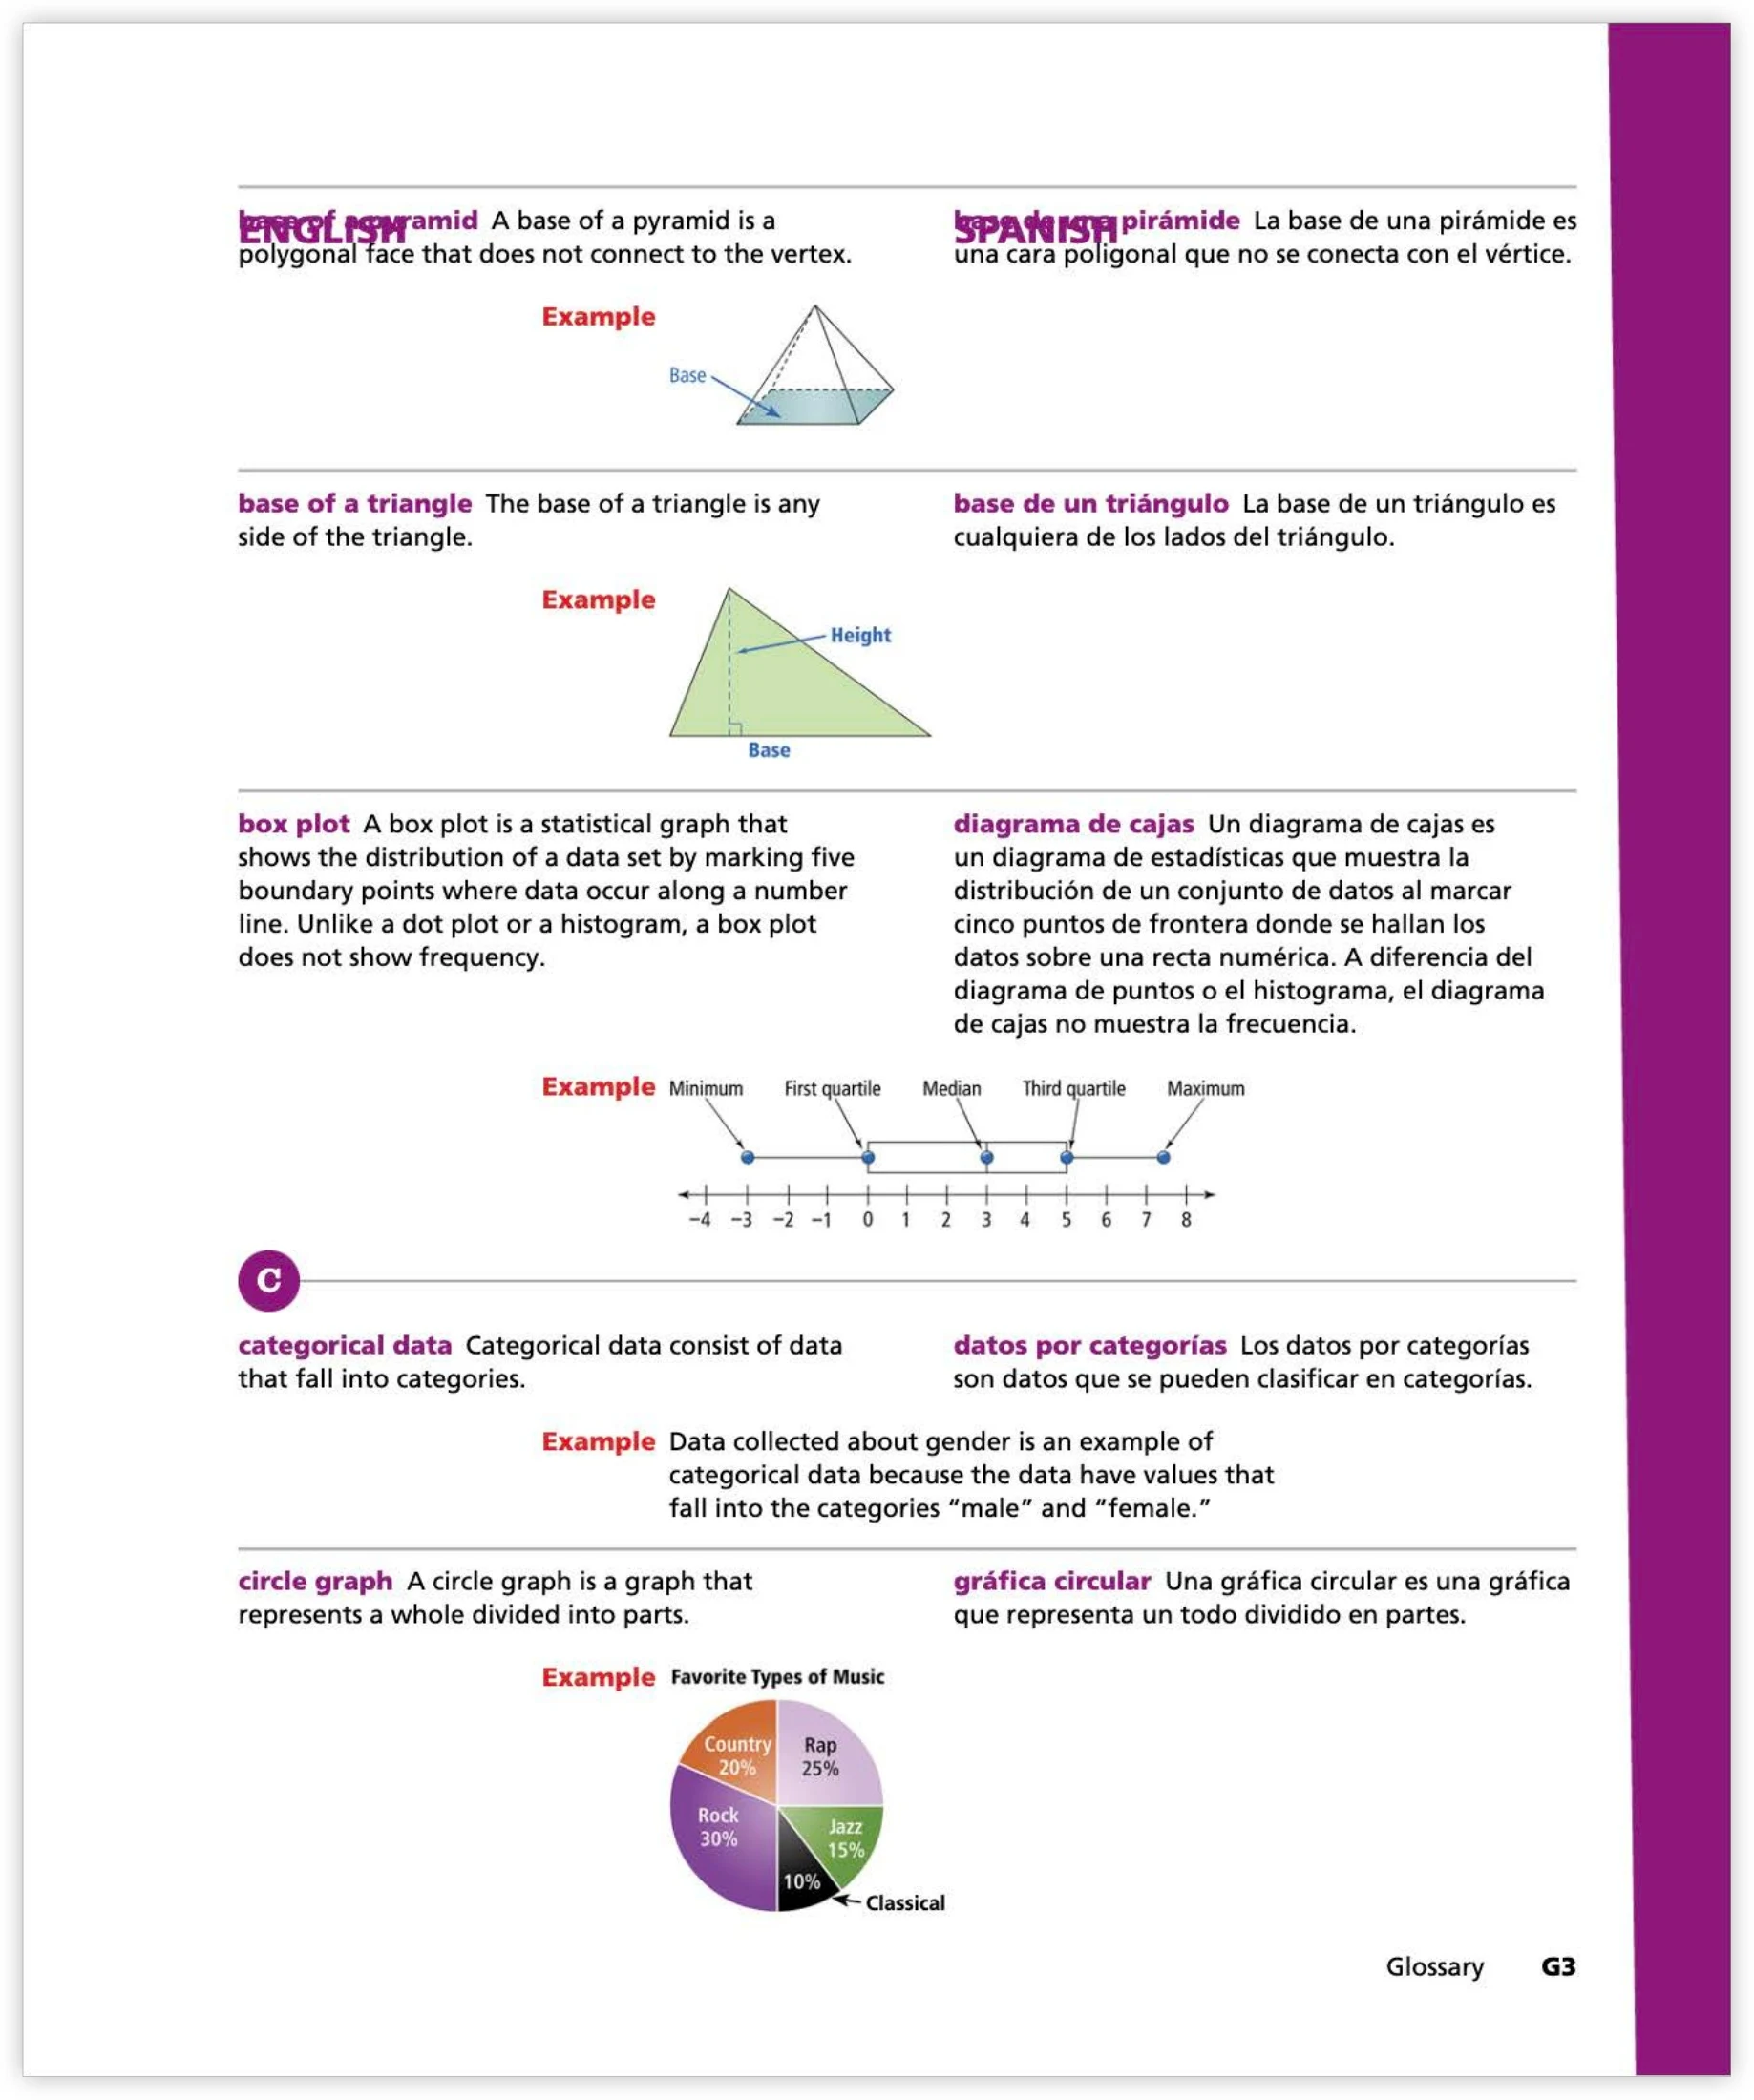 ENGLISH
SPANISH
base of a pyramid A base of a pyramid is a
polygonal face that does not connect to the vertex.
base de una pirámide La base de una pirámide es
una cara poligonal que no se conecta con el vértice.
Example
Base
base of a triangle The base of a triangle is any
side of the triangle.
base de un triángulo La base de un triángulo es
cualquiera de los lados del triángulo.
Example
Height
Base
box plot A box plot is a statistical graph that
shows the distribution of a data set by marking five
boundary points where data occur along a number
line. Unlike a dot plot or a histogram, a box plot
does not show frequency.
diagrama de cajas Un diagrama de cajas es
un diagrama de estadísticas que muestra la
distribución de un conjunto de datos al marcar
cinco puntos de frontera donde se hallan los
datos sobre una recta numérica. A diferencia del
diagrama de puntos o el histograma, el diagrama
de cajas no muestra la frecuencia.
Example Minimum First quartile Median Third quartile Maximum
−4 −3 −2 −1 0 1 2 3 4 5 6 7 8
C
categorical data Categorical data consist of data
that fall into categories.
datos por categorías Los datos por categorías
son datos que se pueden clasificar en categorías.
Example Data collected about gender is an example of
categorical data because the data have values that
fall into the categories “male” and “female.”
circle graph A circle graph is a graph that
represents a whole divided into parts.
gráfica circular Una gráfica circular es una gráfica
que representa un todo dividido en partes.
Example Favorite Types of Music
Country
20%
Rap
25%
Rock
30%
Jazz
15%
10%
Classical
Glossary G3